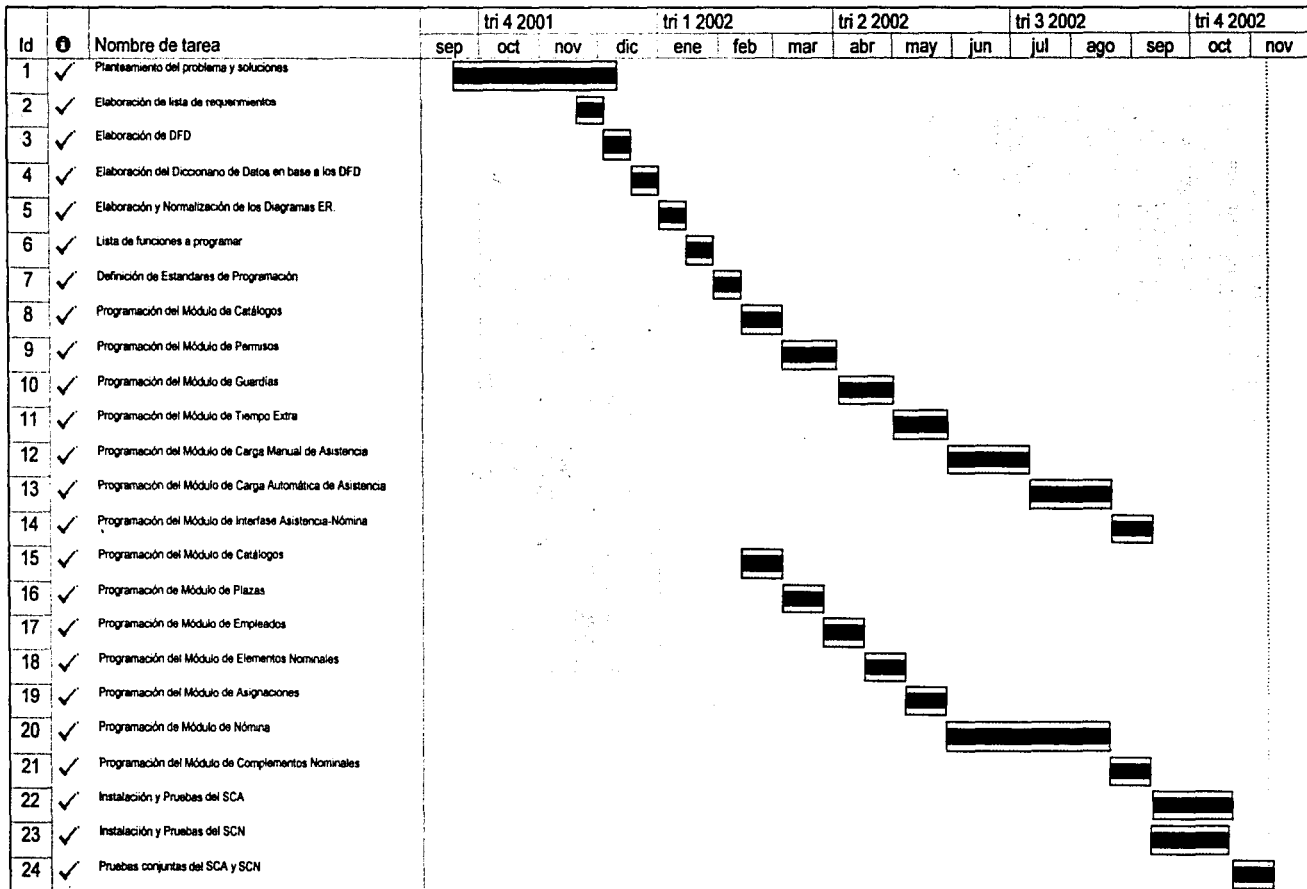 tri 4 2001 tri 1 2002 tri 2 2002 tri 3 2002 tri 4 2002
Id Nombre de tarea sep oct nov dic ene feb mar abr may jun jul ago sep oct nov
1 ✓ Planteamiento del problema y soluciones
2 ✓ Elaboración de lista de requerimientos
3 ✓ Elaboración de DFD
4 ✓ Elaboración del Diccionario de Datos en base a los DFD
5 ✓ Elaboración y Normalización de los Diagramas ER.
6 ✓ Lista de funciones a programar
7 ✓ Definición de Estandares de Programación
8 ✓ Programación del Módulo de Catálogos
9 ✓ Programación del Módulo de Permisos
10 ✓ Programación del Módulo de Guardías
11 ✓ Programación del Módulo de Tiempo Extra
12 ✓ Programación del Módulo de Carga Manual de Asistencia
13 ✓ Programación del Módulo de Carga Automática de Asistencia
14 ✓ Programación del Módulo de Interfase Asistencia-Nómina
15 ✓ Programación del Módulo de Catálogos
16 ✓ Programación de Módulo de Plazas
17 ✓ Programación de Módulo de Empleados
18 ✓ Programación del Módulo de Elementos Nominales
19 ✓ Programación del Módulo de Asignaciones
20 ✓ Programación de Módulo de Nómina
21 ✓ Programación del Módulo de Complementos Nominales
22 ✓ Instalaciión y Pruebas del SCA
23 ✓ Instalaciión y Pruebas del SCN
24 ✓ Pruebas conjuntas del SCA y SCN